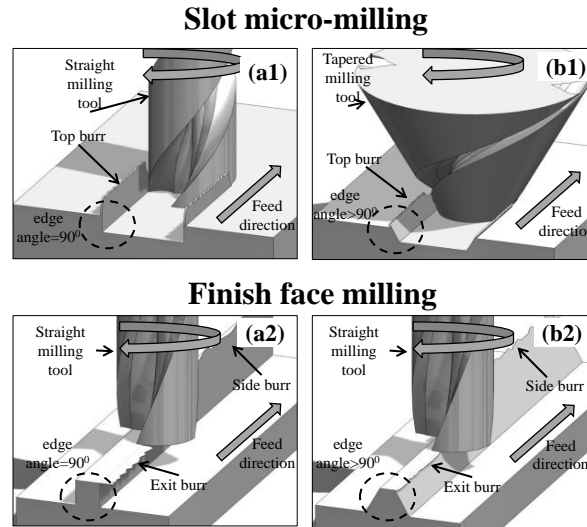 Slot micro-milling
(a1)
Straight
milling
tool
Top burr
edge
angle=90⁰
Feed
direction
(b1)
Tapered
milling
tool
Top burr
edge
angle>90⁰
Feed
direction
Finish face milling
(a2)
Straight
milling
tool
Side burr
edge
angle=90⁰
Feed
direction
Exit burr
(b2)
Straight
milling
tool
Side burr
edge
angle>90⁰
Feed
direction
Exit burr